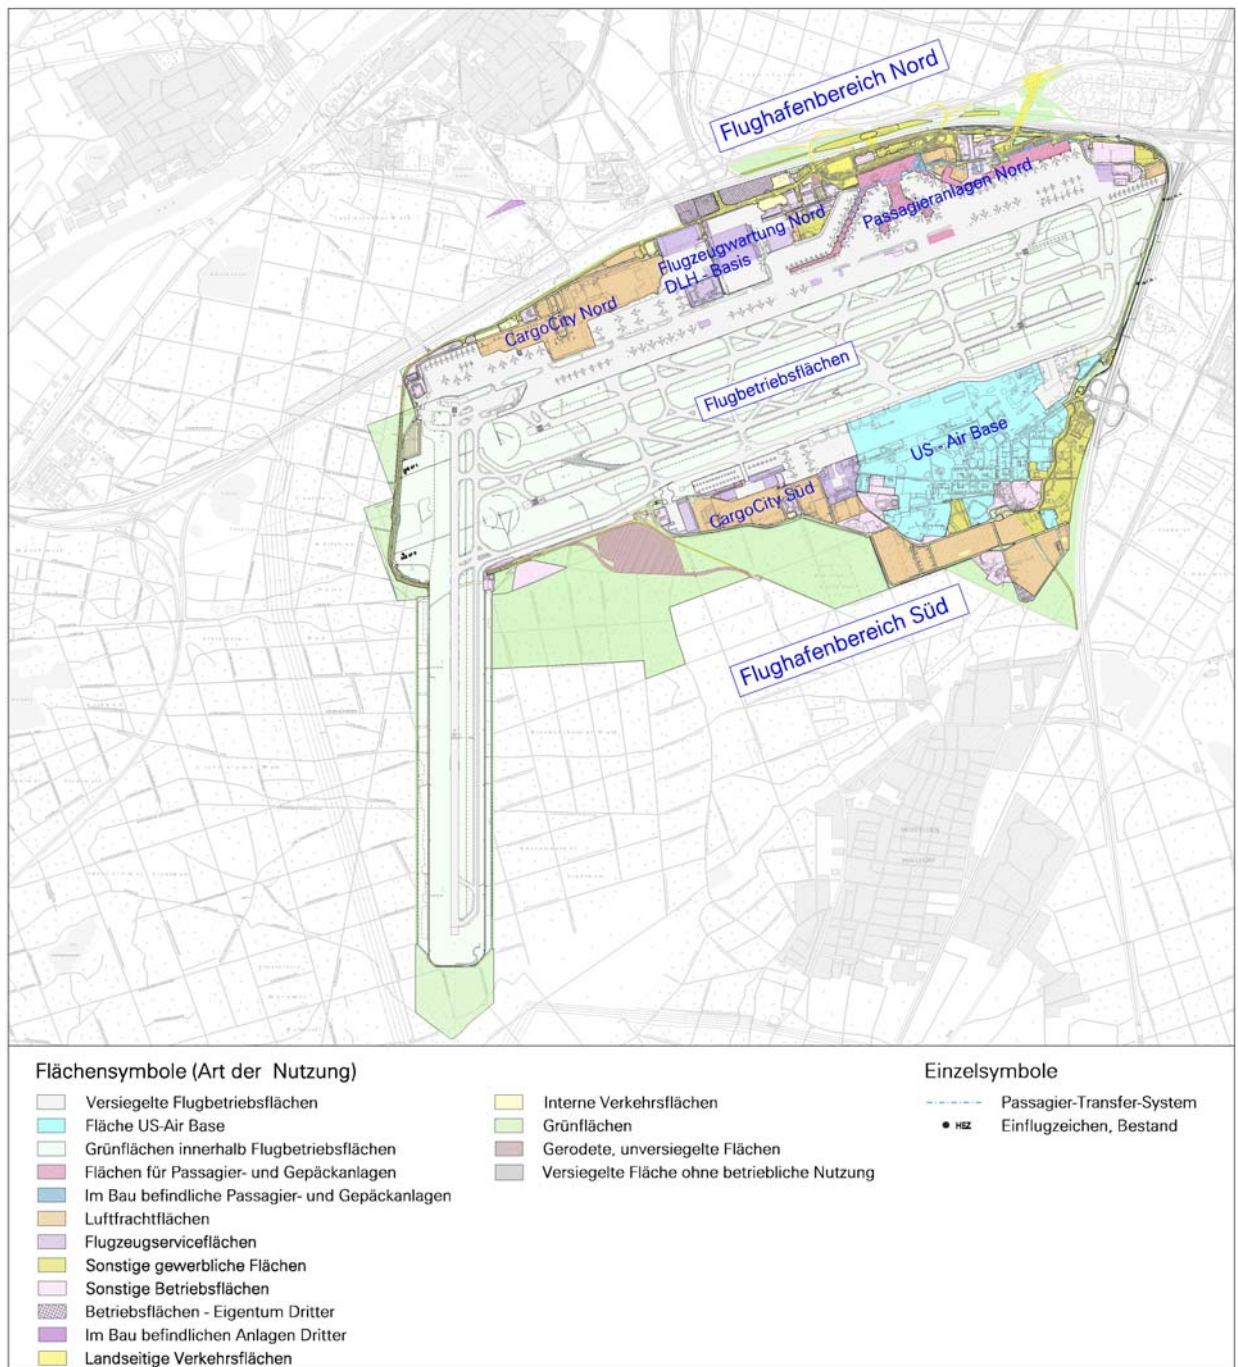 Flughafenbereich Nord
Passagieranlagen Nord
Flugzeugwartung Nord
DLH - Basis
CargoCity Nord
Flugbetriebsflächen
US - Air Base
CargoCity Süd
Flughafenbereich Süd
Flächensymbole (Art der Nutzung)
Versiegelte Flugbetriebsflächen
Fläche US-Air Base
Grünflächen innerhalb Flugbetriebsflächen
Flächen für Passagier- und Gepäckanlagen
Im Bau befindliche Passagier- und Gepäckanlagen
Luftfrachtflächen
Flugzeugserviceflächen
Sonstige gewerbliche Flächen
Sonstige Betriebsflächen
Betriebsflächen - Eigentum Dritter
Im Bau befindlichen Anlagen Dritter
Landseitige Verkehrsflächen
Interne Verkehrsflächen
Grünflächen
Gerodete, unversiegelte Flächen
Versiegelte Fläche ohne betriebliche Nutzung
Einzelsymbole
Passagier-Transfer-System
Einflugzeichen, Bestand